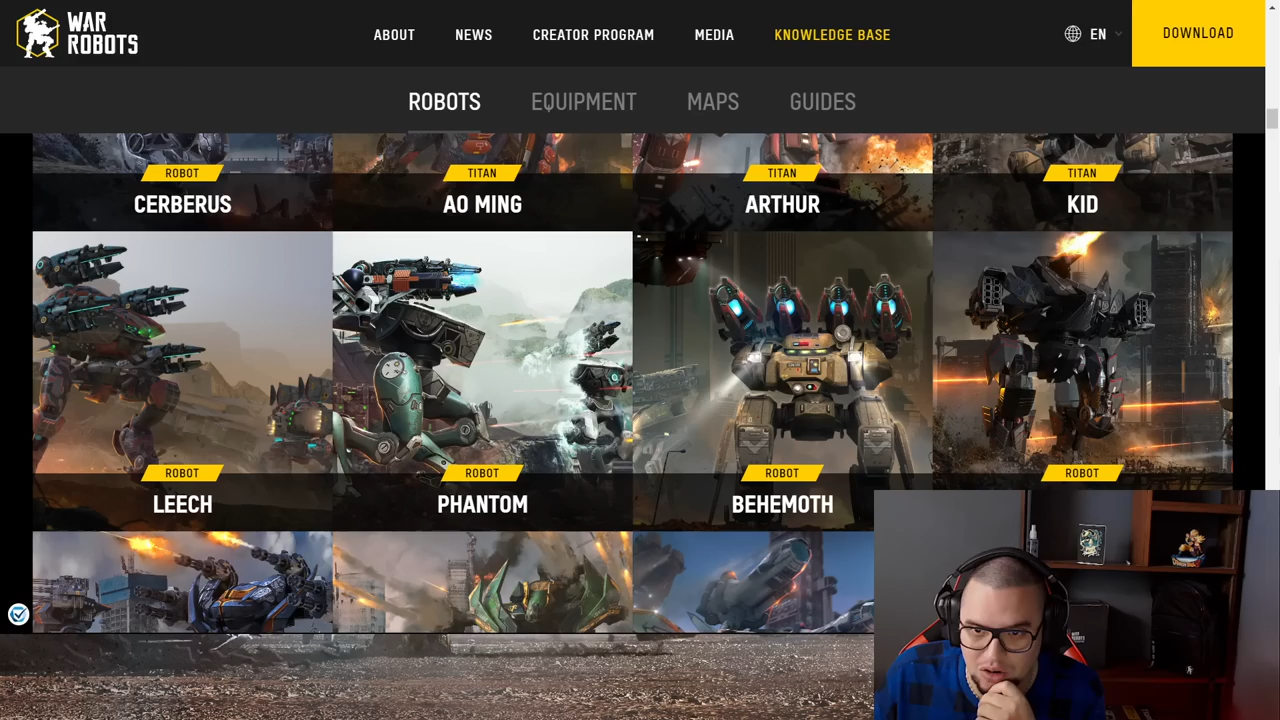 WAR
ROBOTS
ABOUT
NEWS
CREATOR PROGRAM
MEDIA
KNOWLEDGE BASE
EN
DOWNLOAD
ROBOTS
EQUIPMENT
MAPS
GUIDES
ROBOT
CERBERUS
TITAN
AO MING
TITAN
ARTHUR
TITAN
KID
ROBOT
LEECH
ROBOT
PHANTOM
ROBOT
BEHEMOTH
ROBOT